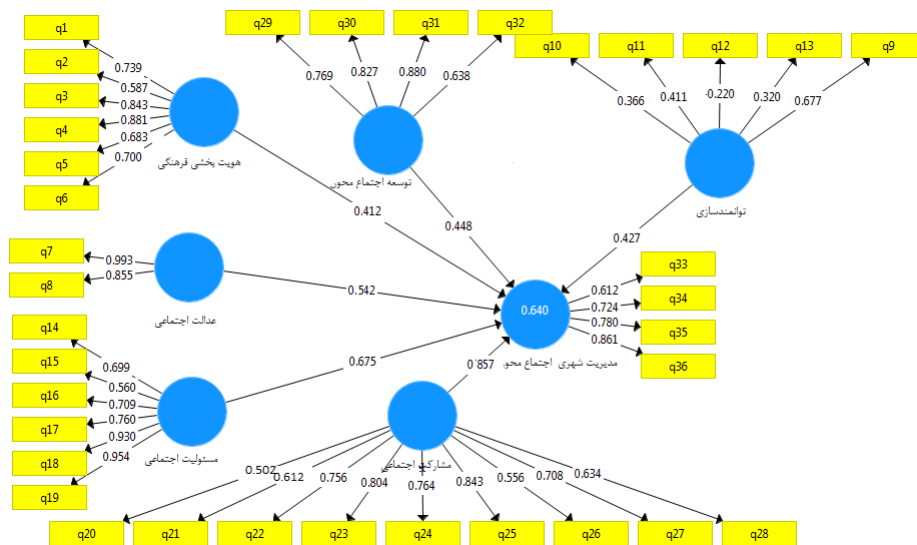 q1
q2
q3
q4
q5
q6
0.739
0.587
0.843
0.881
0.683
0.700
هویت بخشی فرهنگی
q29
q30
q31
q32
0.769
0.827
0.880
0.638
توسعه اجتماع محور
q10
q11
q12
q13
q9
0.366
0.411
-0.220
0.320
0.677
توانمندسازی
0.412
0.448
0.427
q7
q8
0.993
0.855
عدالت اجتماعی
0.542
0.640
مدیریت شهری اجتماع محو
q33
q34
q35
q36
0.612
0.724
0.780
0.861
q14
q15
q16
q17
q18
q19
0.699
0.560
0.709
0.760
0.930
0.954
مسئولیت اجتماعی
0.675
0.857
مشارکت اجتماعی
0.502
0.612
0.756
0.804
0.764
0.843
0.556
0.708
0.634
q20
q21
q22
q23
q24
q25
q26
q27
q28